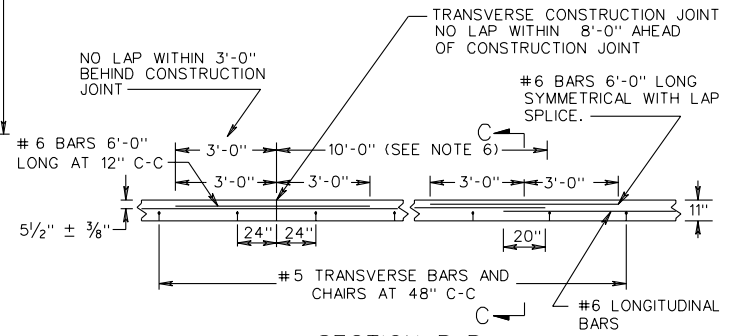 TRANSVERSE CONSTRUCTION JOINT
NO LAP WITHIN 8'-0" AHEAD
OF CONSTRUCTION JOINT
NO LAP WITHIN 3'-0"
BEHIND CONSTRUCTION
JOINT
#6 BARS 6'-0" LONG
SYMMETRICAL WITH LAP
SPLICE.
C
# 6 BARS 6'-0"
LONG AT 12" C-C
3'-0"
10'-0" (SEE NOTE 6)
3'-0"
3'-0"
3'-0"
3'-0"
5½" ± ⅜"
11"
24"
24"
20"
#5 TRANSVERSE BARS AND
CHAIRS AT 48" C-C
C
#6 LONGITUDINAL
BARS